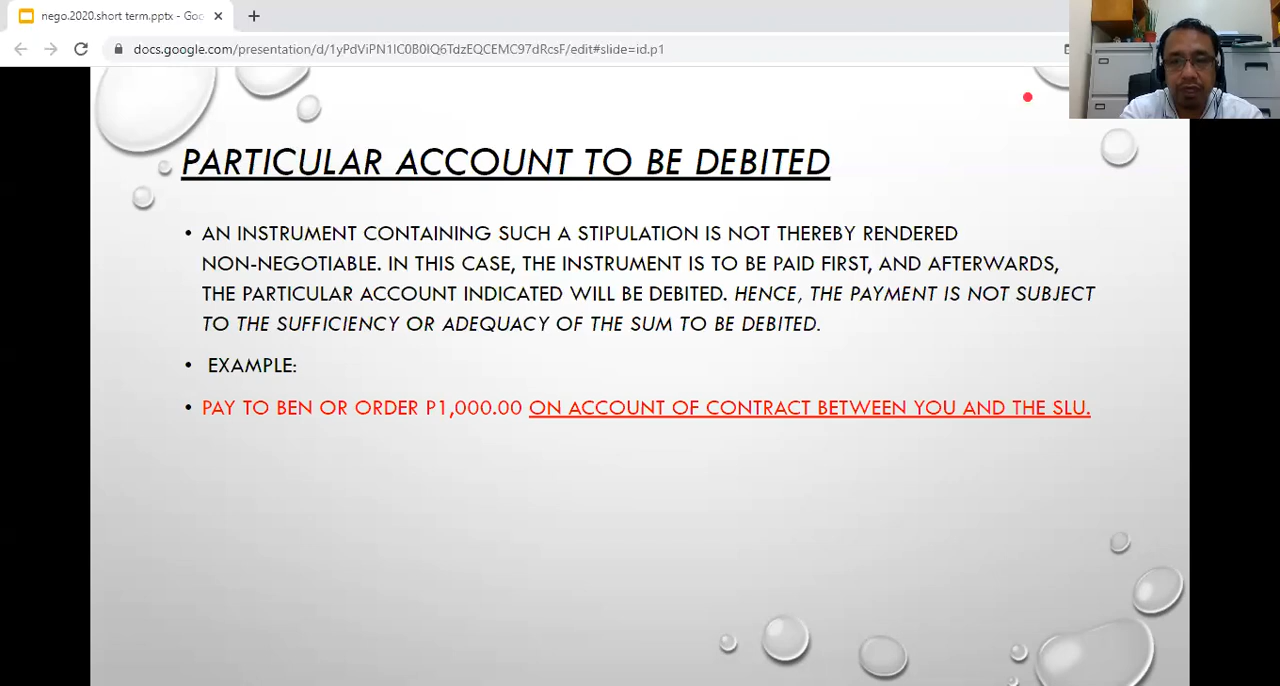 nego.2020.short term.pptx - Goo
docs.google.com/presentation/d/1yPdViPN1lC0B0IQ6TdzEQCEMC97dRcsF/edit#slide=id.p1
PARTICULAR ACCOUNT TO BE DEBITED
• AN INSTRUMENT CONTAINING SUCH A STIPULATION IS NOT THEREBY RENDERED
NON-NEGOTIABLE. IN THIS CASE, THE INSTRUMENT IS TO BE PAID FIRST, AND AFTERWARDS,
THE PARTICULAR ACCOUNT INDICATED WILL BE DEBITED. HENCE, THE PAYMENT IS NOT SUBJECT
TO THE SUFFICIENCY OR ADEQUACY OF THE SUM TO BE DEBITED.
• EXAMPLE:
• PAY TO BEN OR ORDER P1,000.00 ON ACCOUNT OF CONTRACT BETWEEN YOU AND THE SLU.